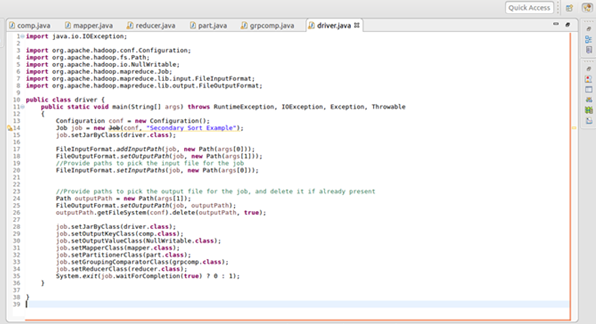 Quick Access
comp.java mapper.java reducer.java part.java grpcomp.java driver.java
1 import java.io.IOException;
2
3 import org.apache.hadoop.conf.Configuration;
4 import org.apache.hadoop.fs.Path;
5 import org.apache.hadoop.io.NullWritable;
6 import org.apache.hadoop.mapreduce.Job;
7 import org.apache.hadoop.mapreduce.lib.input.FileInputFormat;
8 import org.apache.hadoop.mapreduce.lib.output.FileOutputFormat;
9
10 public class driver {
11 public static void main(String[] args) throws RuntimeException, IOException, Exception, Throwable
12 {
13 Configuration conf = new Configuration();
14 Job job = new Job(conf, "Secondary Sort Example");
15 job.setJarByClass(driver.class);
16
17 FileInputFormat.addInputPath(job, new Path(args[0]));
18 FileOutputFormat.setOutputPath(job, new Path(args[1]));
19 //Provide paths to pick the input file for the job
20 FileInputFormat.setInputPaths(job, new Path(args[0]));
21
22
23 //Provide paths to pick the output file for the job, and delete it if already present
24 Path outputPath = new Path(args[1]);
25 FileOutputFormat.setOutputPath(job, outputPath);
26 outputPath.getFileSystem(conf).delete(outputPath, true);
27
28 job.setJarByClass(driver.class);
29 job.setOutputKeyClass(comp.class);
30 job.setOutputValueClass(NullWritable.class);
31 job.setMapperClass(mapper.class);
32 job.setPartitionerClass(part.class);
33 job.setGroupingComparatorClass(grpcomp.class);
34 job.setReducerClass(reducer.class);
35 System.exit(job.waitForCompletion(true) ? 0 : 1);
36 }
37
38 }
39